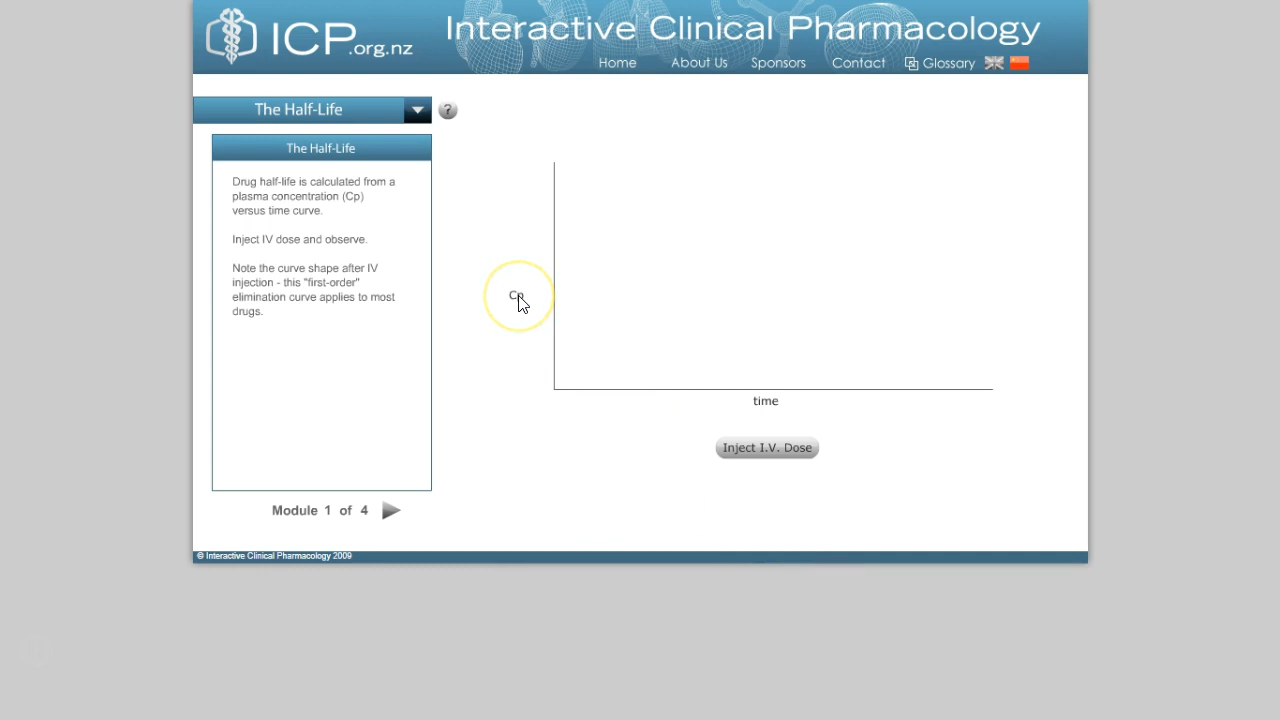 ICP.org.nz
Interactive Clinical Pharmacology
Home About Us Sponsors Contact Glossary
The Half-Life
?
The Half-Life
Drug half-life is calculated from a
plasma concentration (Cp)
versus time curve.
Inject IV dose and observe.
Note the curve shape after IV
injection - this "first-order"
elimination curve applies to most
drugs.
Cp
time
Inject I.V. Dose
Module 1 of 4
© Interactive Clinical Pharmacology 2009